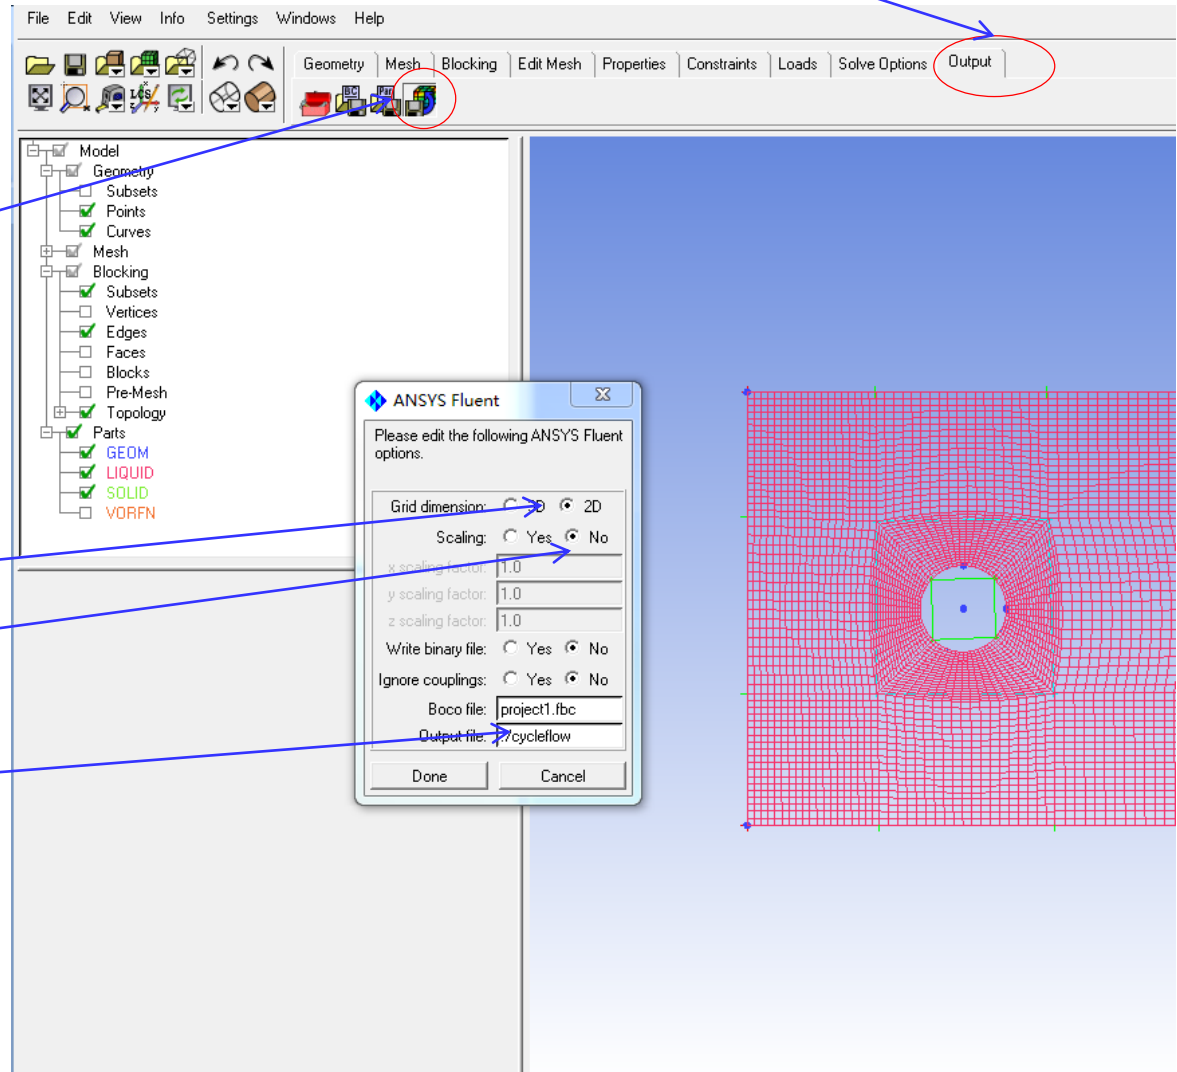 File Edit View Info Settings Windows Help
Geometry Mesh Blocking Edit Mesh Properties Constraints Loads Solve Options Output
BC Par
LCS
Model
Geometry
Subsets
Points
Curves
Mesh
Blocking
Subsets
Vertices
Edges
Faces
Blocks
Pre-Mesh
Topology
Parts
GEOM
LIQUID
SOLID
VORFN
ANSYS Fluent
Please edit the following ANSYS Fluent
options.
Grid dimension: 3D 2D
Scaling: Yes No
x scaling factor: 1.0
y scaling factor: 1.0
z scaling factor: 1.0
Write binary file: Yes No
Ignore couplings: Yes No
Boco file: project1.fbc
Output file: ./cycleflow
Done Cancel